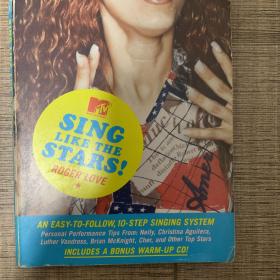 MTV
SING
LIKE THE
STARS!
ROGER LOVE
AN EASY-TO-FOLLOW, 10-STEP SINGING SYSTEM
Personal Performance Tips From: Nelly, Christina Aguilera,
Luther Vandross, Brian McKnight, Cher, and Other Top Stars
INCLUDES A BONUS WARM-UP CD!